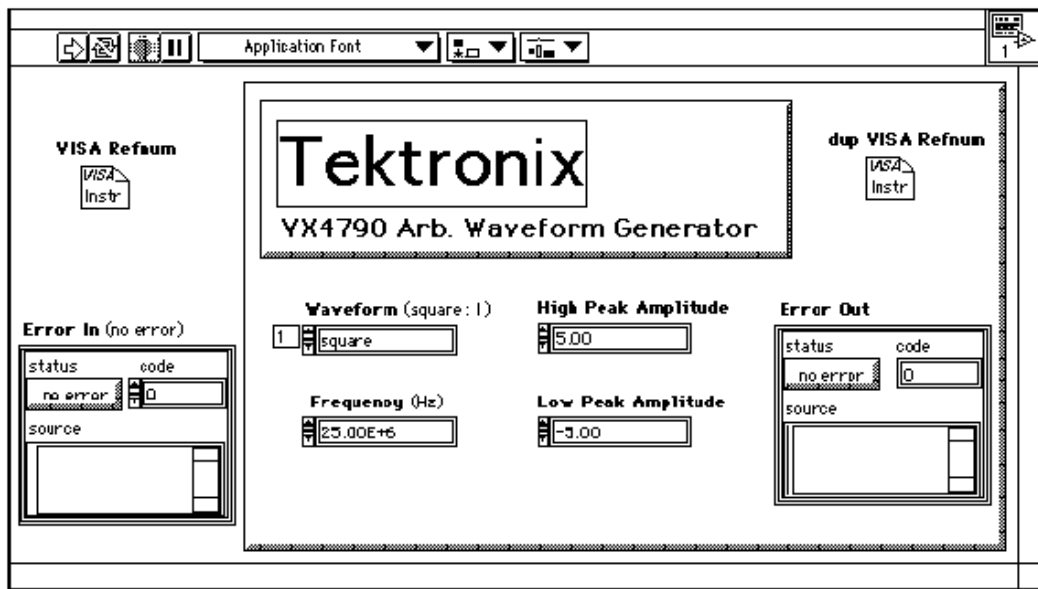 Application Font
1
VISA Refnum
VISA
Instr
Tektronix
VX4790 Arb. Waveform Generator
dup VISA Refnum
VISA
Instr
Error In (no error)
status code
no error 0
source
Waveform (square:1)
1 square
High Peak Amplitude
5.00
Frequency (Hz)
25.00E+6
Low Peak Amplitude
-5.00
Error Out
status code
no error 0
source